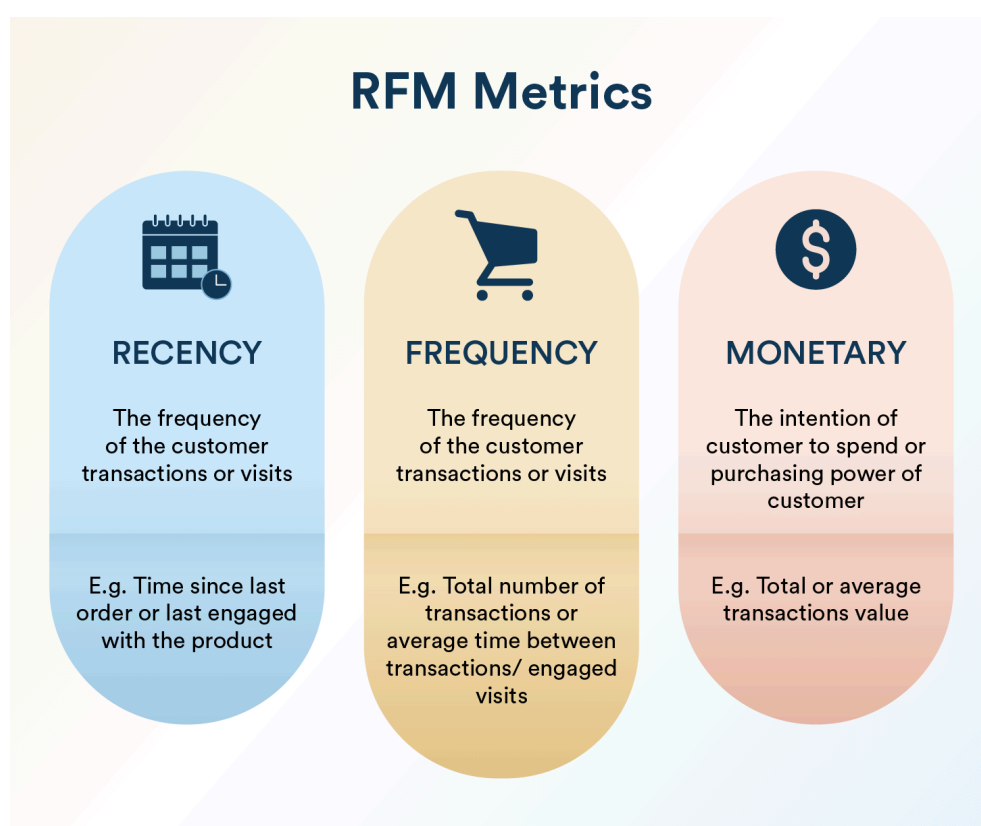 RFM Metrics
RECENCY
The frequency
of the customer
transactions or visits
E.g. Time since last
order or last engaged
with the product
FREQUENCY
The frequency
of the customer
transactions or visits
E.g. Total number of
transactions or
average time between
transactions/ engaged
visits
MONETARY
The intention of
customer to spend or
purchasing power of
customer
E.g. Total or average
transactions value